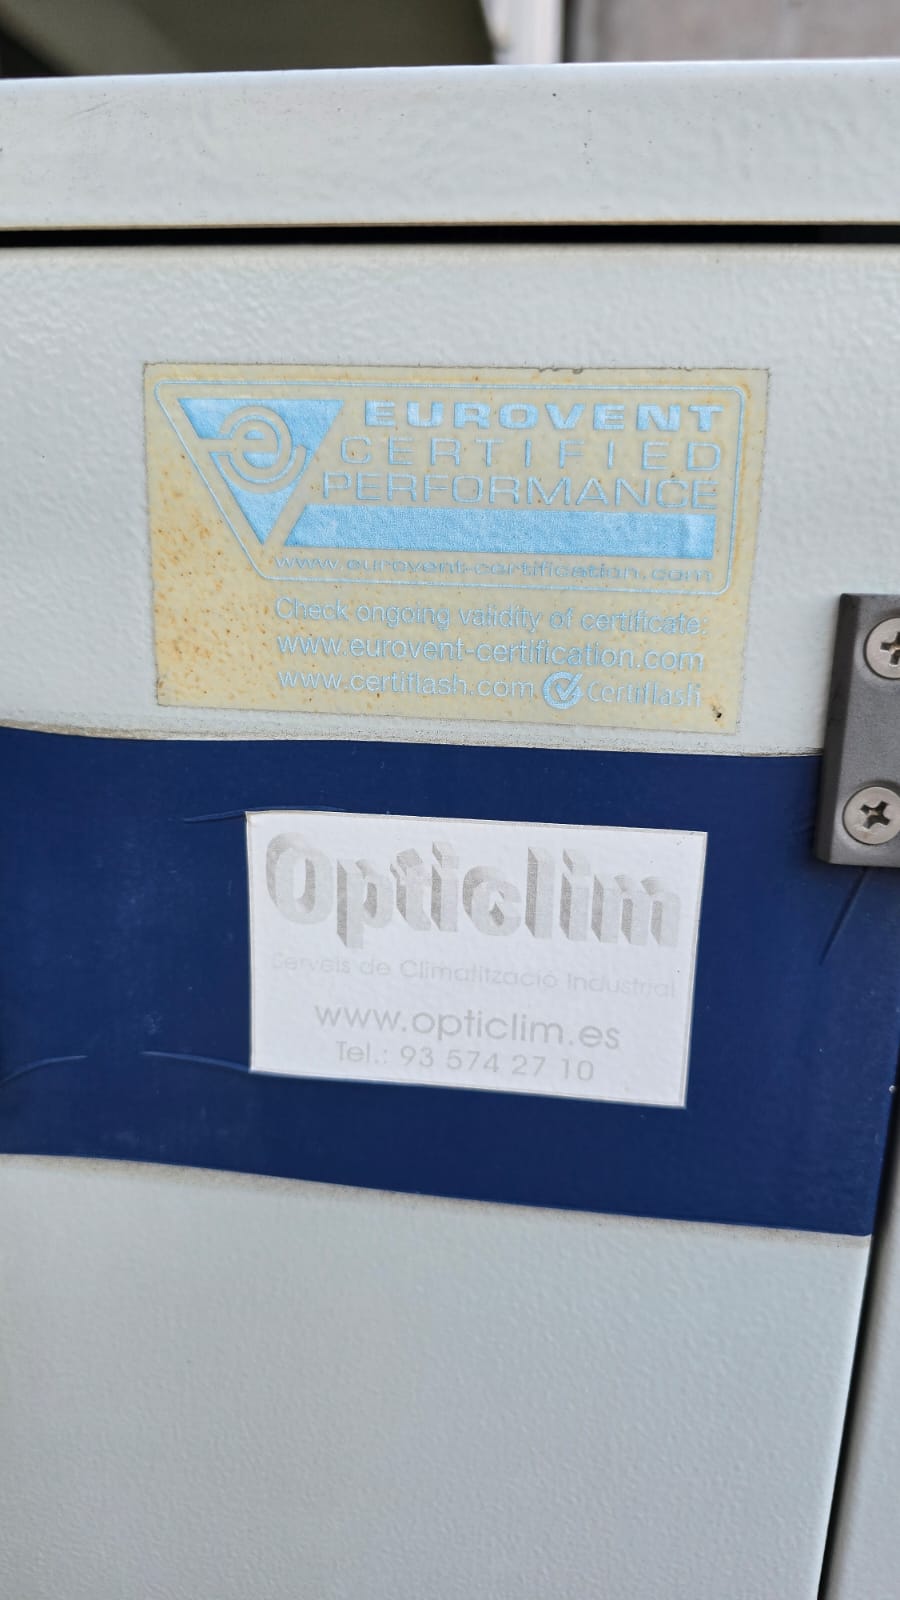 e
EUROVENT
CERTIFIED
PERFORMANCE
www.eurovent-certification.com
Check ongoing validity of certificate:
www.eurovent-certification.com
www.certiflash.com Certiflash
Opticlim
Serveis de Climatització Industrial
www.opticlim.es
Tel.: 93 574 27 10